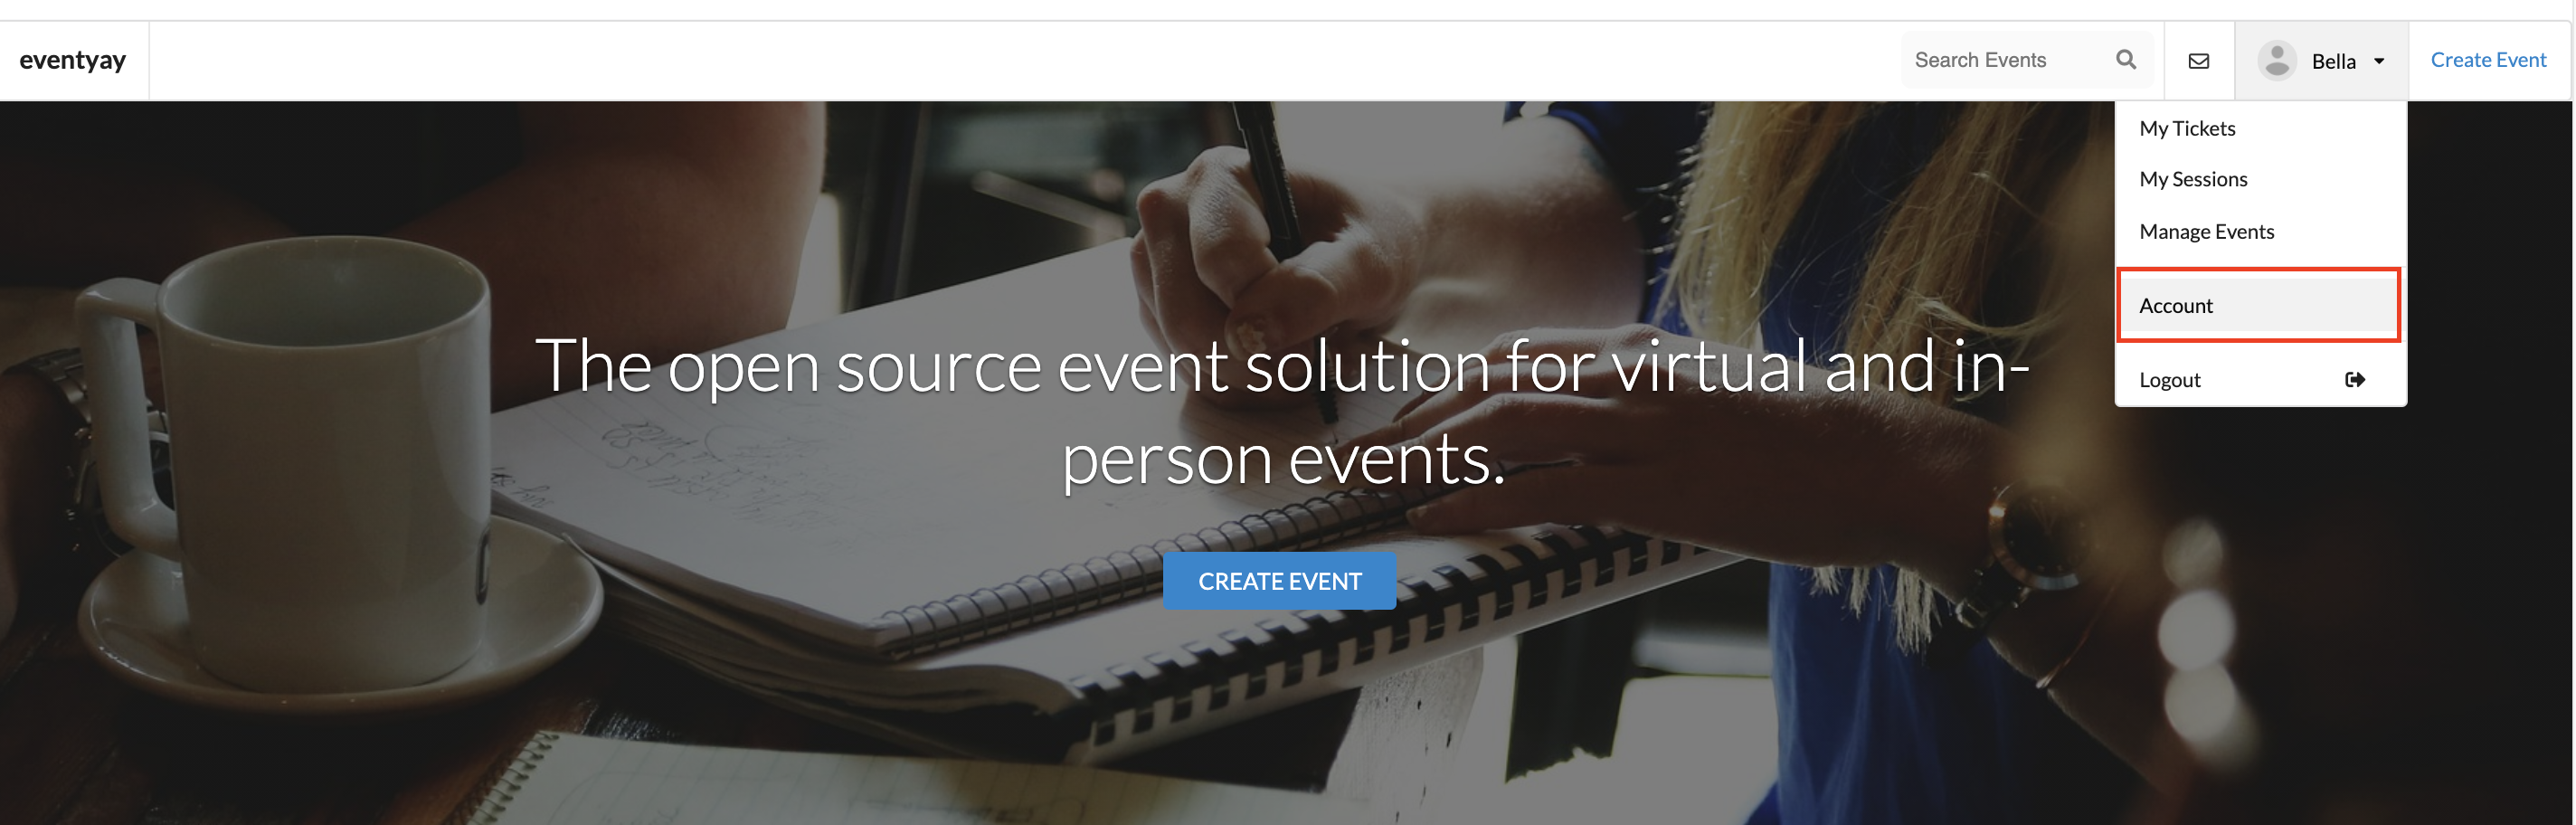 eventyay
Search Events
Bella
Create Event
My Tickets
My Sessions
Manage Events
Account
Logout
The open source event solution for virtual and in-
person events.
CREATE EVENT